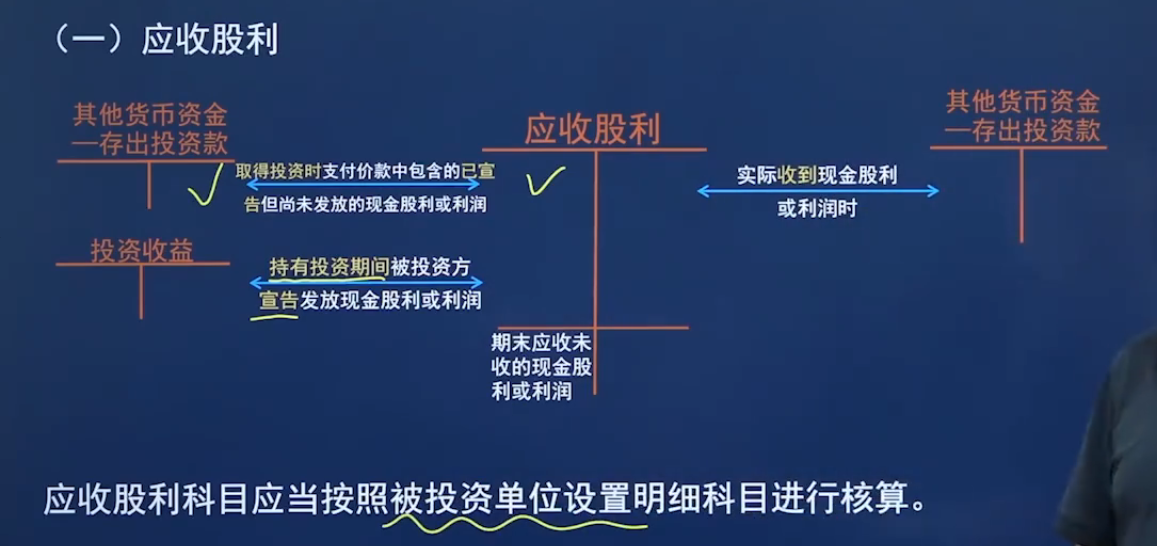 （一）应收股利
其他货币资金
—存出投资款
应收股利
其他货币资金
—存出投资款
取得投资时支付价款中包含的已宣
告但尚未发放的现金股利或利润
实际收到现金股利
或利润时
投资收益
持有投资期间被投资方
宣告发放现金股利或利润
期末应收未
收的现金股
利或利润
应收股利科目应当按照被投资单位设置明细科目进行核算。